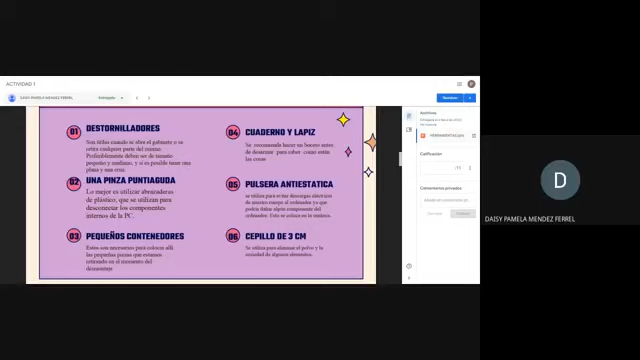 ACTIVIDAD 1
DAISY PAMELA MENDEZ FERREL
Entregado
01
DESTORNILLADORES
Son útiles cuando se abre el gabinete o se
retira cualquiera parte del mismo.
Preferiblemente deben ser de tamaño
pequeño y mediano, y si es posible tener una
plana y una cruz.
02
UNA PINZA PUNTIAGUDA
Lo mejor es utilizar abrazaderas
de plástico, que se utilizan para
desconectar los componentes
internos de la PC.
03
PEQUEÑOS CONTENEDORES
Estos son necesarios para colocar allí
las pequeñas piezas que estamos
retirando en el momento del
desmontaje
04
CUADERNO Y LAPIZ
Se recomienda hacer un boceto antes
de desarmar para saber como están
las cosas
05
PULSERA ANTIESTATICA
se utiliza para evitar descargas eléctricas
de nuestro cuerpo al ordenador ya que
podría dañar algún componente del
ordenador. Esto se coloca en la muñeca.
06
CEPILLO DE 3 CM
Se utiliza para eliminar el polvo y la
suciedad de algunos elementos.
Calificación
Comentarios privados
D
DAISY PAMELA MENDEZ FERREL